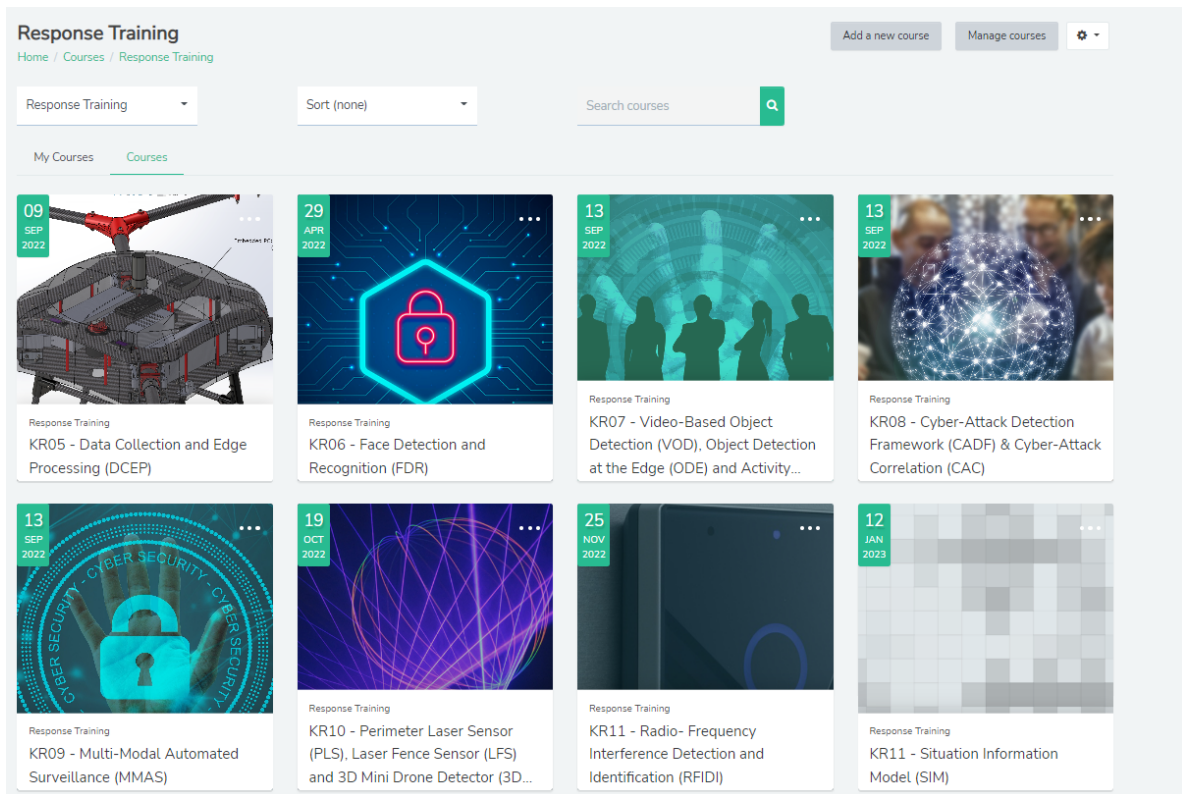 Response Training
Add a new course
Manage courses
Home / Courses / Response Training
Response Training
Sort (none)
Search courses
My Courses
Courses
09
SEP
2022
29
APR
2022
13
SEP
2022
13
SEP
2022
Response Training
KR05 - Data Collection and Edge
Processing (DCEP)
Response Training
KR06 - Face Detection and
Recognition (FDR)
Response Training
KR07 - Video-Based Object
Detection (VOD), Object Detection
at the Edge (ODE) and Activity...
Response Training
KR08 - Cyber-Attack Detection
Framework (CADF) & Cyber-Attack
Correlation (CAC)
13
SEP
2022
CYBER SECURITY - CYBER SECURITY - CYBER SECURITY
19
OCT
2022
25
NOV
2022
12
JAN
2023
Response Training
KR09 - Multi-Modal Automated
Surveillance (MMAS)
Response Training
KR10 - Perimeter Laser Sensor
(PLS), Laser Fence Sensor (LFS)
and 3D Mini Drone Detector (3D...
Response Training
KR11 - Radio- Frequency
Interference Detection and
Identification (RFIDI)
Response Training
KR11 - Situation Information
Model (SIM)